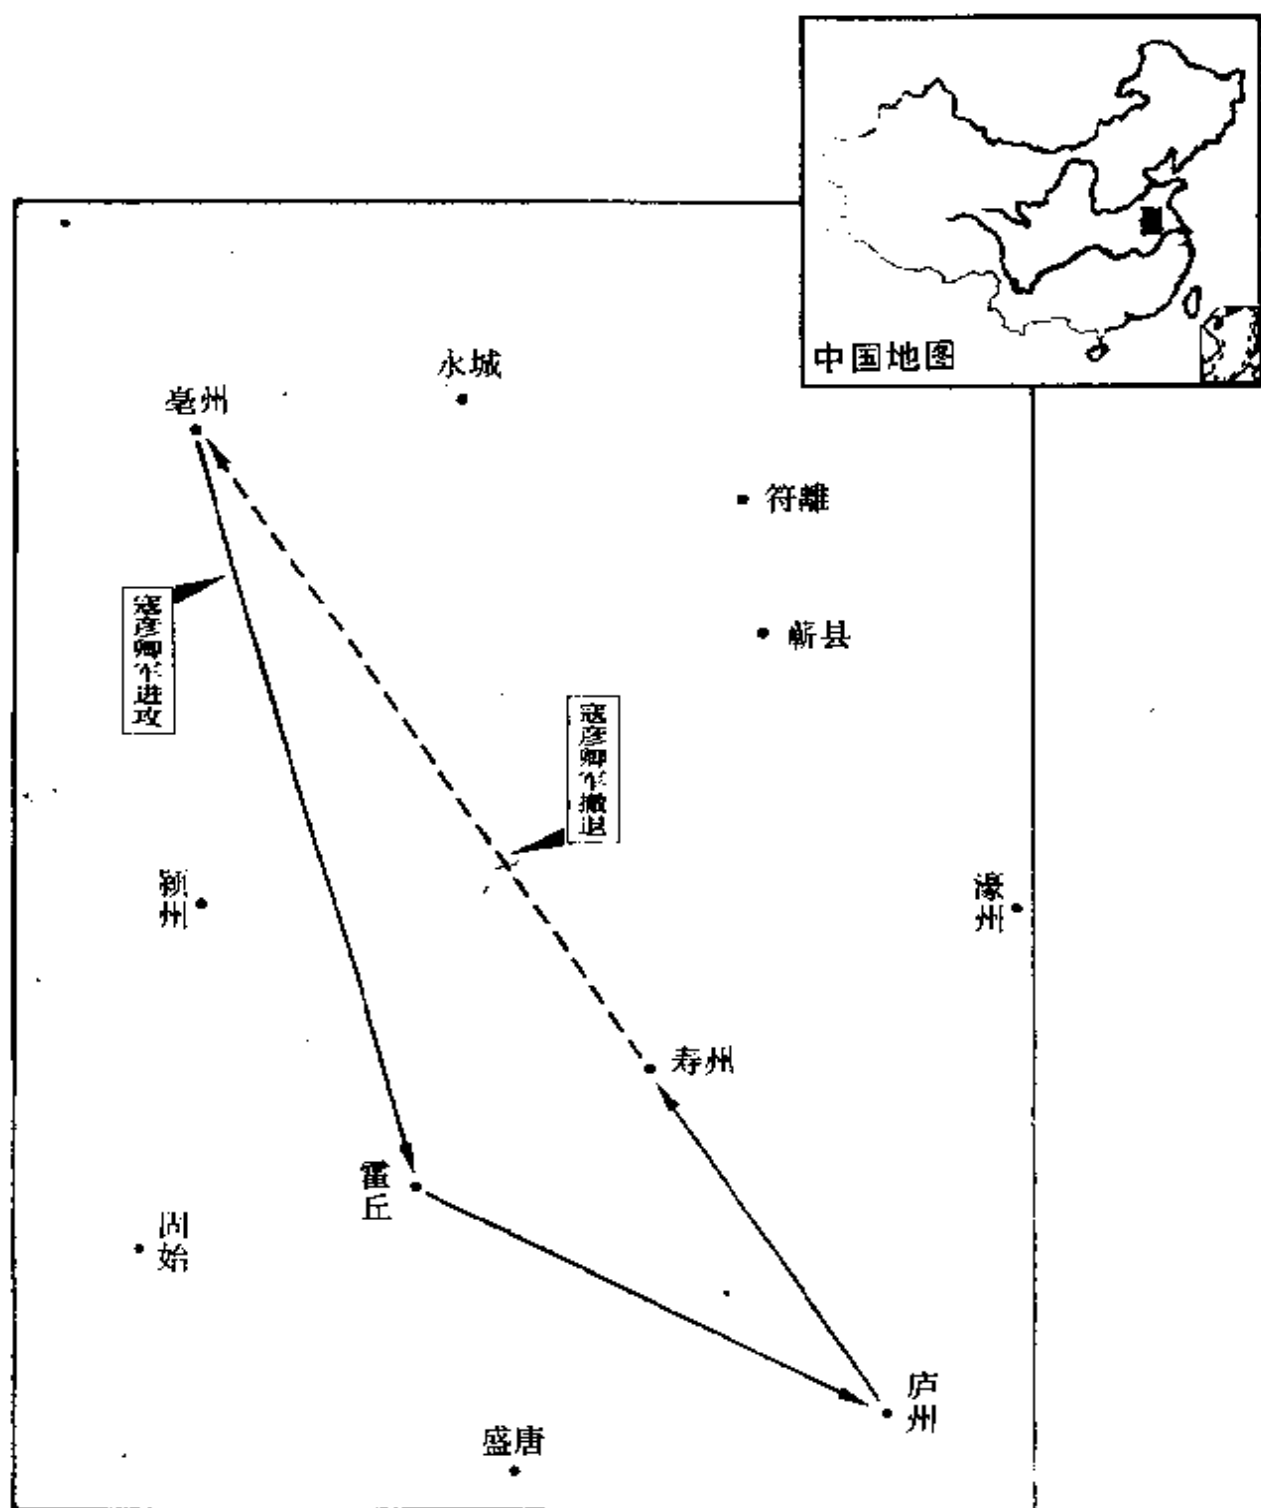 中国地图
永城
亳州
符離
蕲县
寇彦卿军进攻
寇彦卿军撤退
颍州
濠州
寿州
霍丘
固始
庐州
盛唐